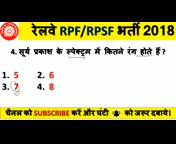 रेलवे RPF/RPSF भर्ती 2018
4. सूर्य प्रकाश के स्पेक्ट्रम में कितने रंग होते हैं ?
1. 5 2. 6
3. 7 4. 8
चैनल को SUBSCRIBE करें और घंटी को जरूर दबायें।